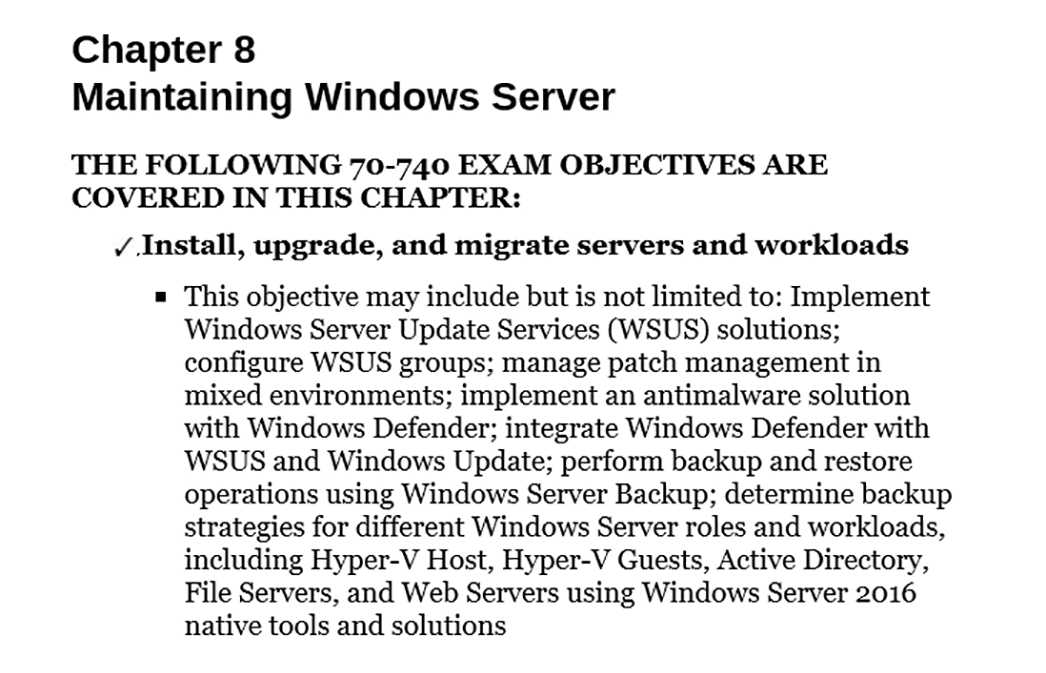 Chapter 8
Maintaining Windows Server
THE FOLLOWING 70-740 EXAM OBJECTIVES ARE
COVERED IN THIS CHAPTER:
✓.Install, upgrade, and migrate servers and workloads
▪ This objective may include but is not limited to: Implement
Windows Server Update Services (WSUS) solutions;
configure WSUS groups; manage patch management in
mixed environments; implement an antimalware solution
with Windows Defender; integrate Windows Defender with
WSUS and Windows Update; perform backup and restore
operations using Windows Server Backup; determine backup
strategies for different Windows Server roles and workloads,
including Hyper-V Host, Hyper-V Guests, Active Directory,
File Servers, and Web Servers using Windows Server 2016
native tools and solutions